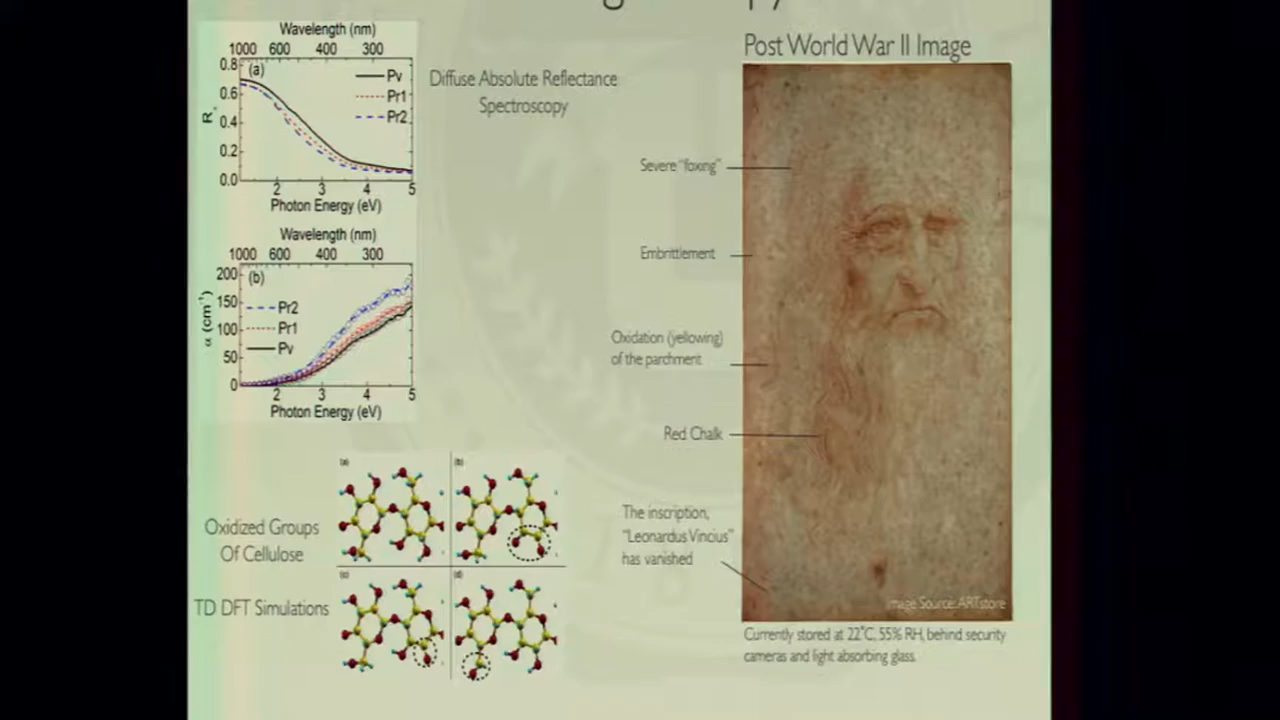 Wavelength (nm)
1000 600 400 300
0.8
(a)
Pv
Pr1
Pr2
0.6
0.4
0.2
0.0
2 3 4 5
Photon Energy (eV)
Diffuse Absolute Reflectance
Spectroscopy
Wavelength (nm)
1000 600 400 300
200
(b)
150
Pr2
Pr1
Pv
α (cm⁻¹)
100
50
0
2 3 4 5
Photon Energy (eV)
(a)
(b)
Oxidized Groups
Of Cellulose
(c)
(d)
TD DFT Simulations
Post World War II Image
Severe "foxing"
Embrittlement
Oxidation (yellowing)
of the parchment
Red Chalk
The inscription,
"Leonardus Vincius"
has vanished
Image Source: ARTstore
Currently stored at 22°C, 55% RH, behind security
cameras and light absorbing glass.